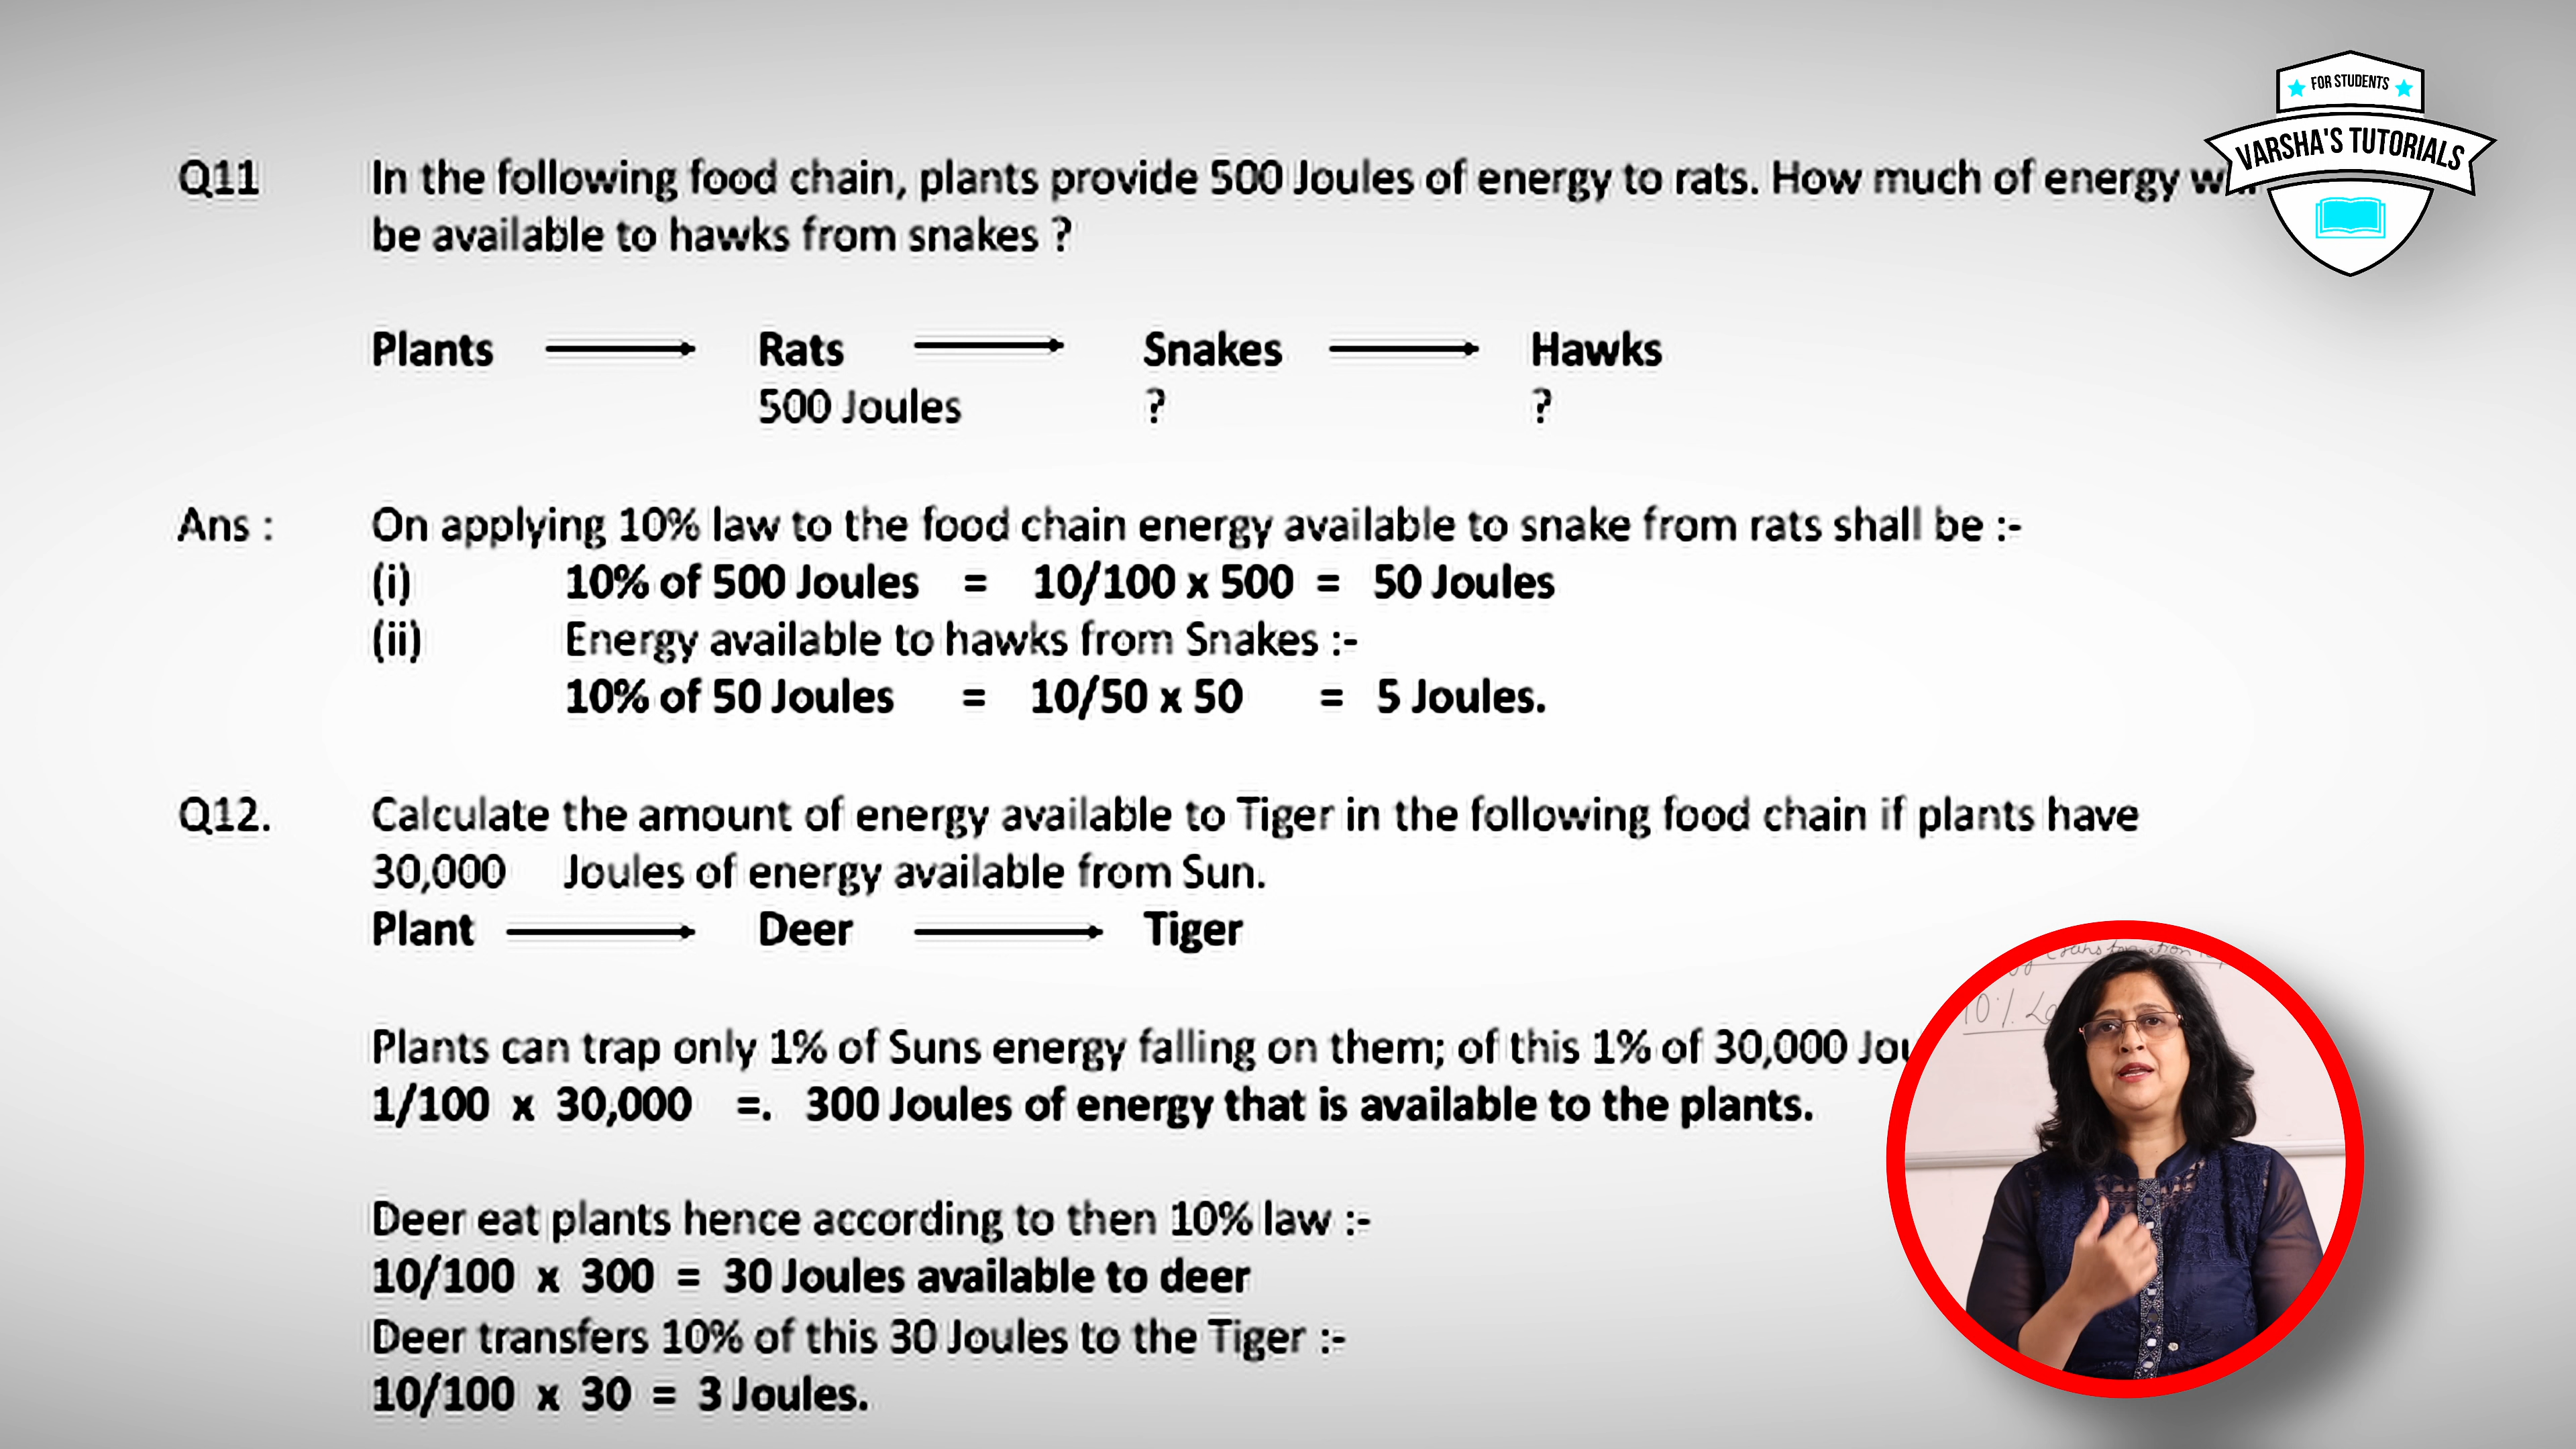 FOR STUDENTS
VARSHA'S TUTORIALS
Q11 In the following food chain, plants provide 500 Joules of energy to rats. How much of energy
be available to hawks from snakes ?
Plants Rats Snakes Hawks
500 Joules ? ?
Ans : On applying 10% law to the food chain energy available to snake from rats shall be :-
(i) 10% of 500 Joules = 10/100 x 500 = 50 Joules
(ii) Energy available to hawks from Snakes :-
10% of 50 Joules = 10/50 x 50 = 5 Joules.
Q12. Calculate the amount of energy available to Tiger in the following food chain if plants have
30,000 Joules of energy available from Sun.
Plant Deer Tiger
Plants can trap only 1% of Suns energy falling on them; of this 1% of 30,000
1/100 x 30,000 =. 300 Joules of energy that is available to the plants.
Deer eat plants hence according to then 10% law :-
10/100 x 300 = 30 Joules available to deer
Deer transfers 10% of this 30 Joules to the Tiger :-
10/100 x 30 = 3 Joules.
10%